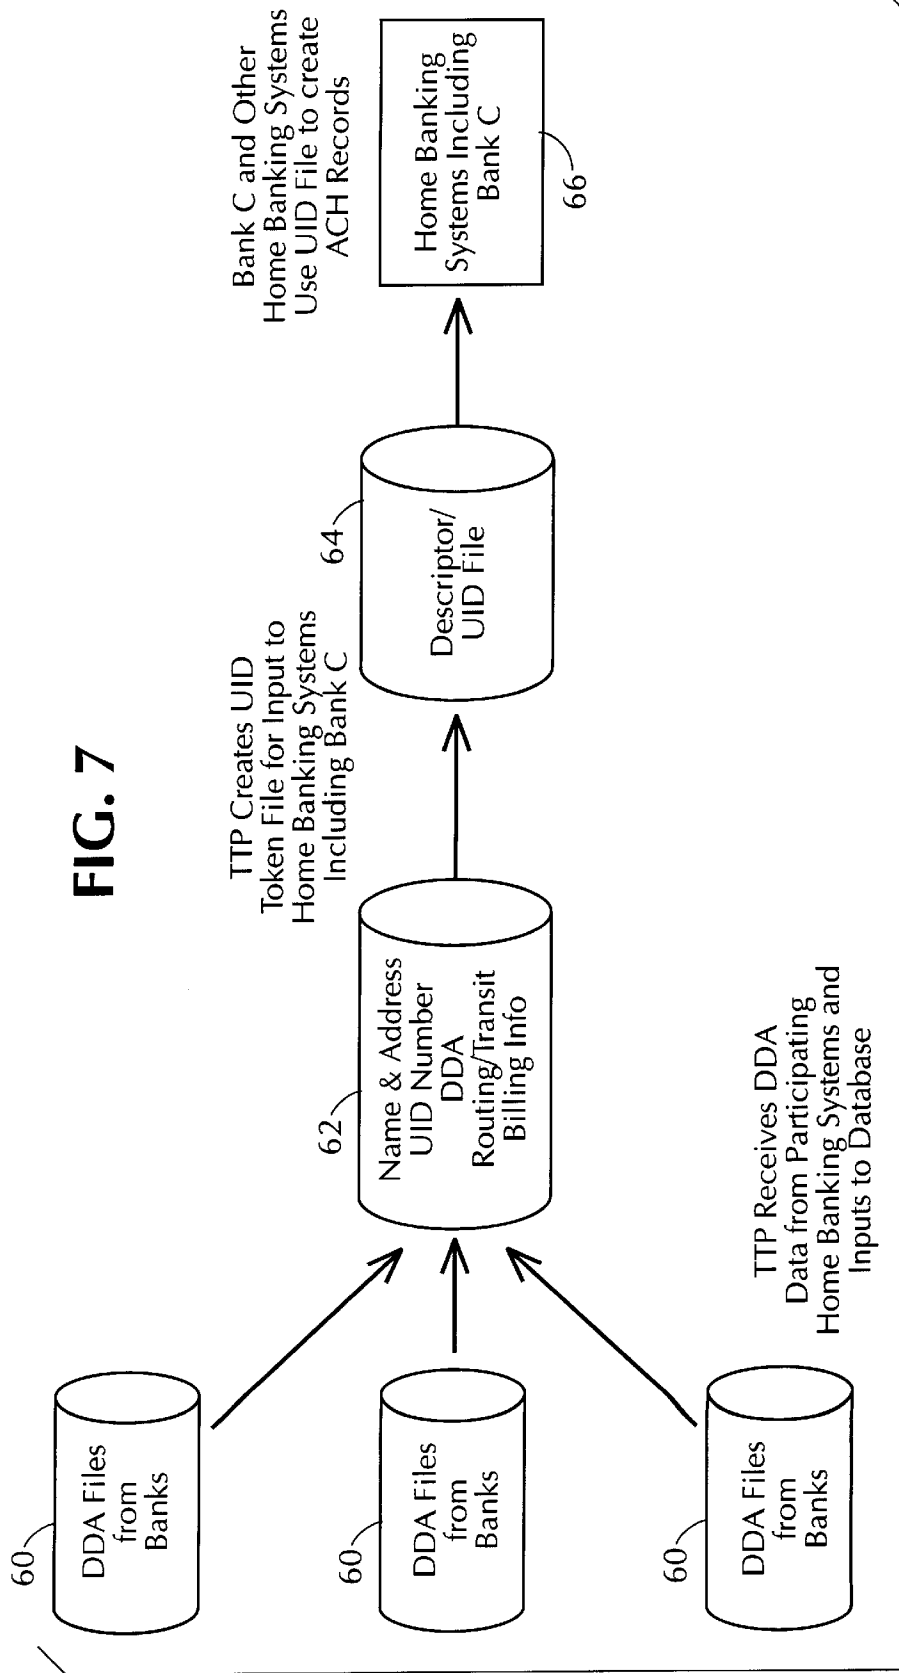 FIG. 7
60
DDA Files
from
Banks
60
DDA Files
from
Banks
60
DDA Files
from
Banks
TTP Receives DDA
Data from Participating
Home Banking Systems and
Inputs to Database
62
Name & Address
UID Number
DDA
Routing/Transit
Billing Info
TTP Creates UID
Token File for Input to
Home Banking Systems
Including Bank C
64
Descriptor/
UID File
Bank C and Other
Home Banking Systems
Use UID File to create
ACH Records
Home Banking
Systems Including
Bank C
66